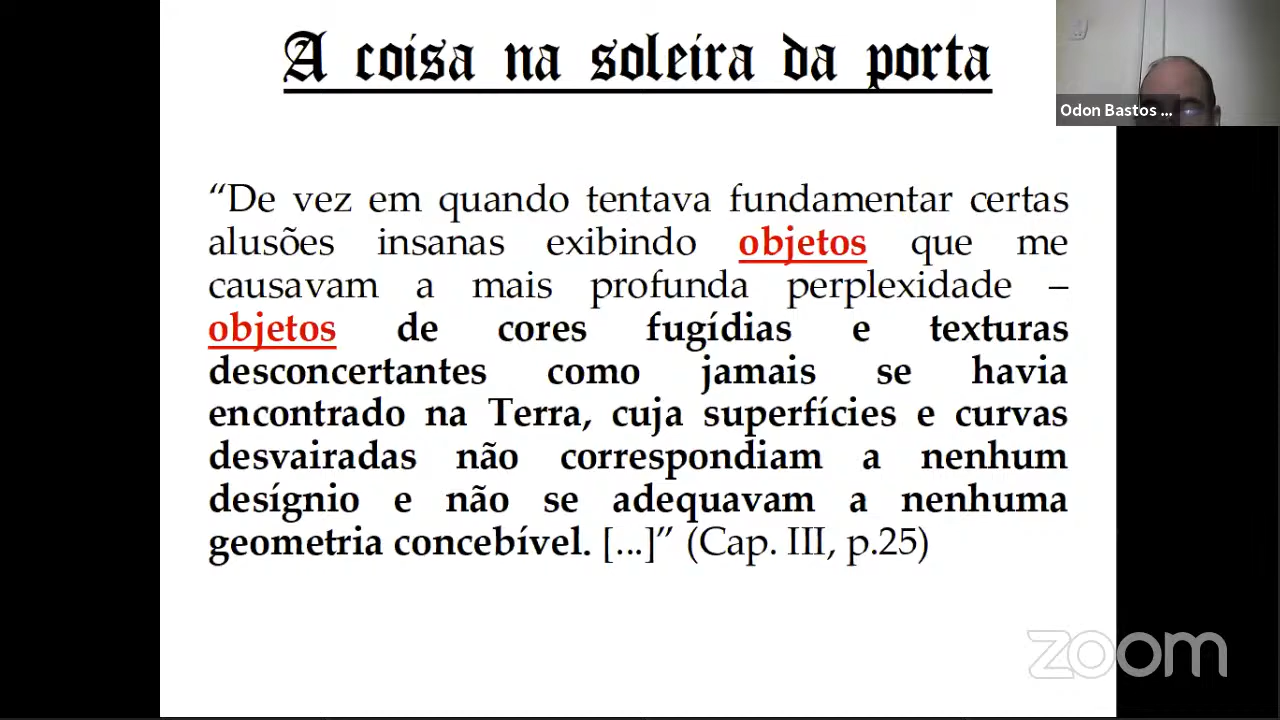 A coisa na soleira da porta
Odon Bastos ...
“De vez em quando tentava fundamentar certas
alusões insanas exibindo objetos que me
causavam a mais profunda perplexidade –
objetos de cores fugídias e texturas
desconcertantes como jamais se havia
encontrado na Terra, cuja superfícies e curvas
desvairadas não correspondiam a nenhum
desígnio e não se adequavam a nenhuma
geometria concebível. [...]” (Cap. III, p.25)
zoom